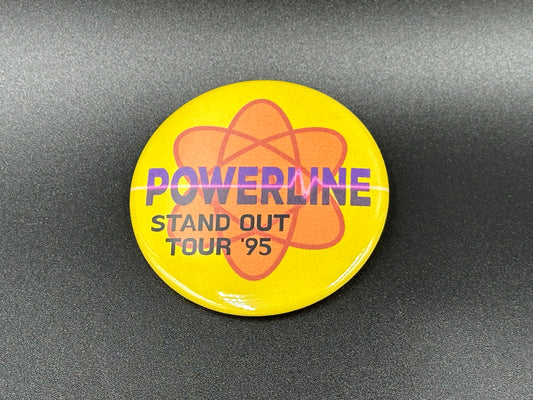 POWERLINE
STAND OUT
TOUR '95